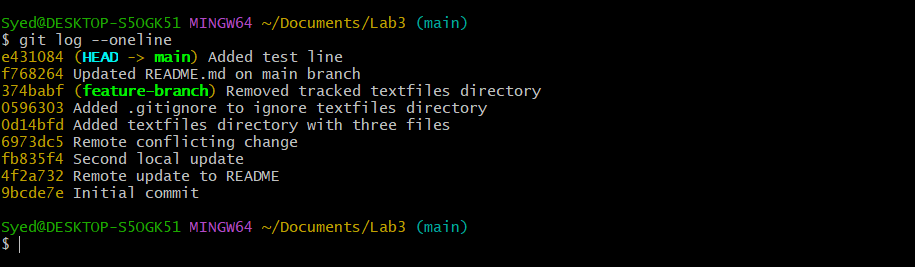 Syed@DESKTOP-S5OGK51 MINGW64 ~/Documents/Lab3 (main)
$ git log --oneline
e431084 (HEAD -> main) Added test line
f768264 Updated README.md on main branch
374babf (feature-branch) Removed tracked textfiles directory
0596303 Added .gitignore to ignore textfiles directory
0d14bfd Added textfiles directory with three files
6973dc5 Remote conflicting change
fb835f4 Second local update
4f2a732 Remote update to README
9bcde7e Initial commit
Syed@DESKTOP-S5OGK51 MINGW64 ~/Documents/Lab3 (main)
$